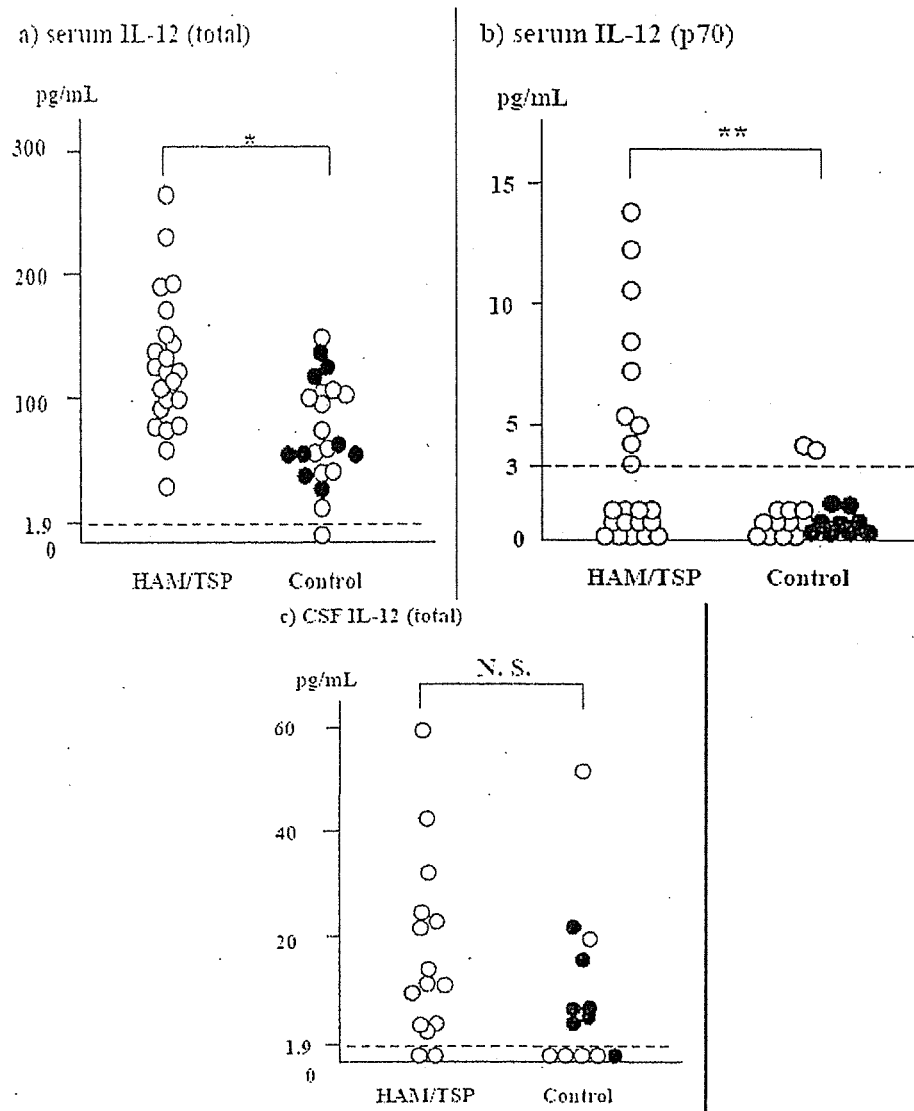 a) serum IL-12 (total)
pg/mL
300
200
100
1.9
0
*
HAM/TSP Control
b) serum IL-12 (p70)
pg/mL
15
10
5
3
0
**
HAM/TSP Control
c) CSF IL-12 (total)
pg/mL
60
40
20
1.9
0
N. S.
HAM/TSP Control